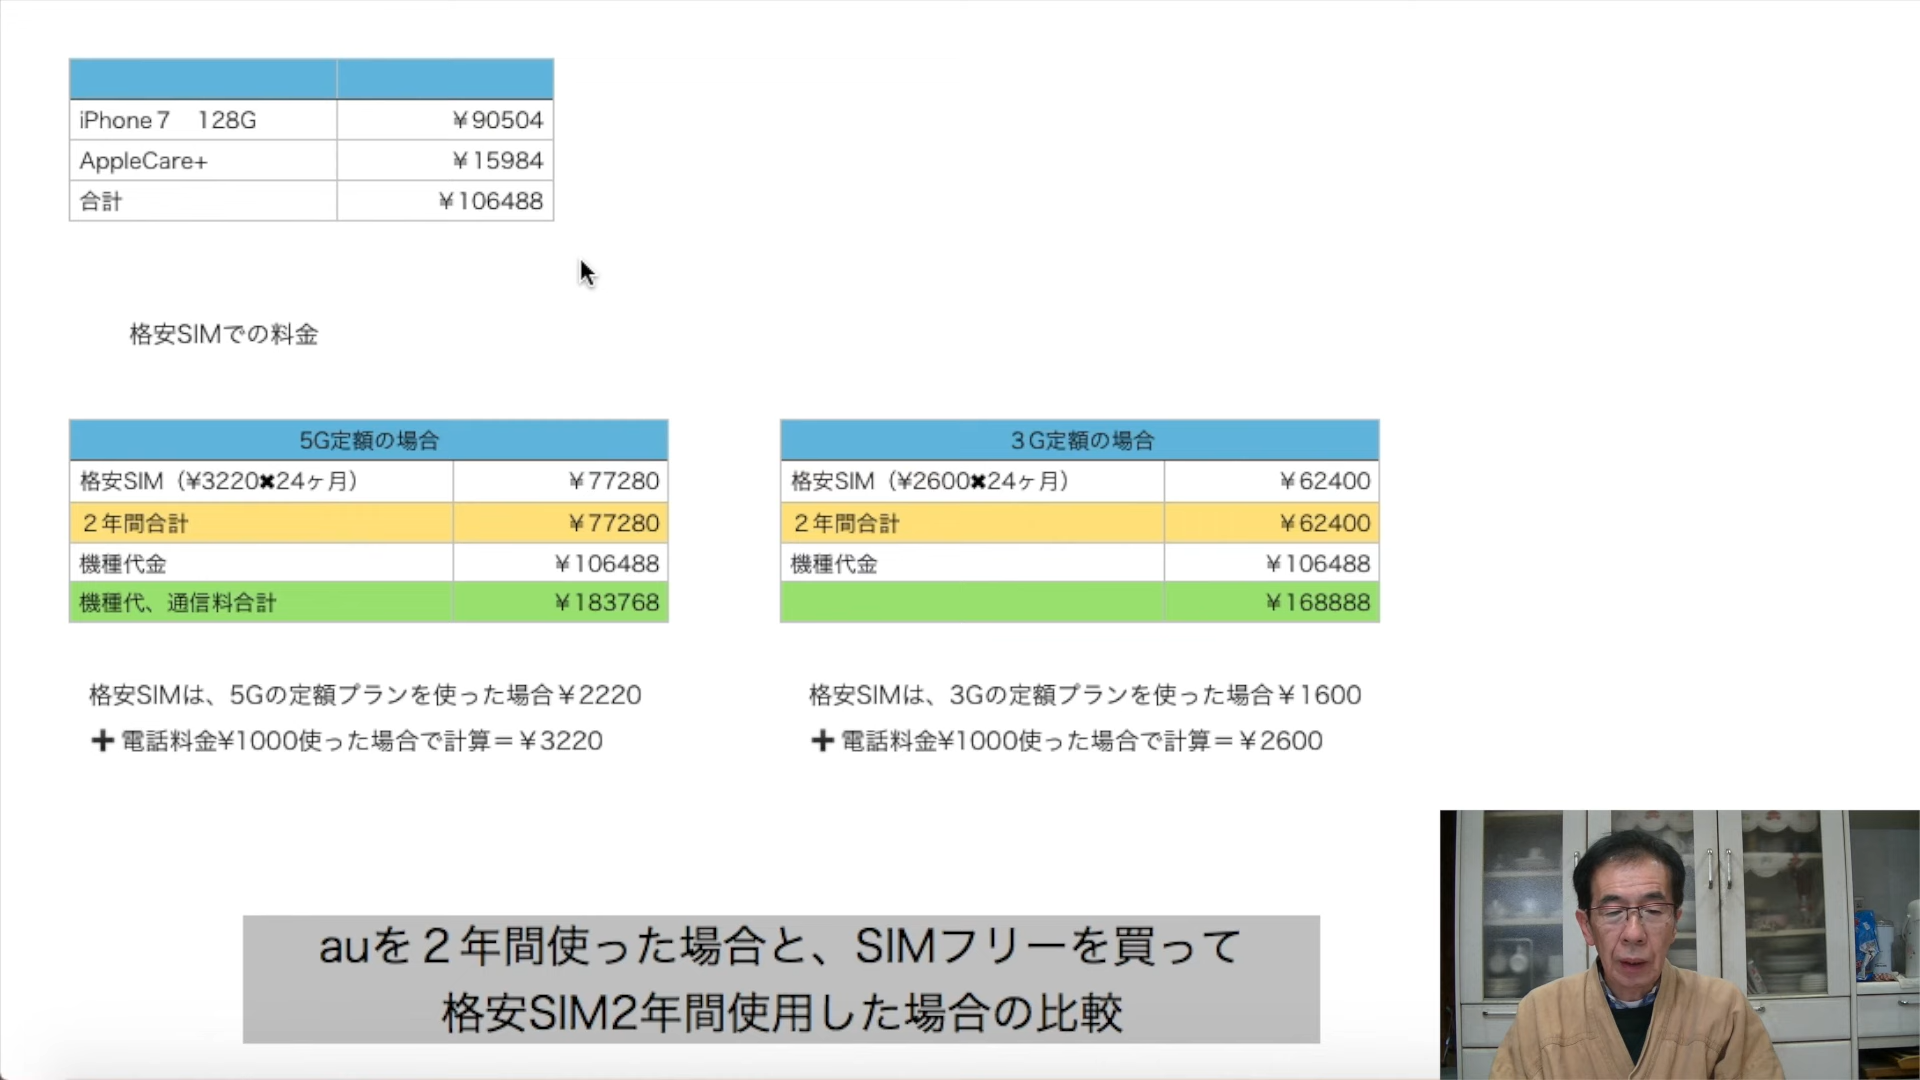 iPhone７　128G　￥90504
AppleCare+　￥15984
合計　￥106488
格安SIMでの料金
5G定額の場合
格安SIM（¥3220✖24ヶ月）　￥77280
２年間合計　￥77280
機種代金　￥106488
機種代、通信料合計　￥183768
３G定額の場合
格安SIM（¥2600✖24ヶ月）　￥62400
２年間合計　￥62400
機種代金　￥106488
￥168888
格安SIMは、5Gの定額プランを使った場合￥2220
➕電話料金¥1000使った場合で計算＝￥3220
格安SIMは、3Gの定額プランを使った場合￥1600
➕電話料金¥1000使った場合で計算＝￥2600
auを２年間使った場合と、SIMフリーを買って
格安SIM2年間使用した場合の比較